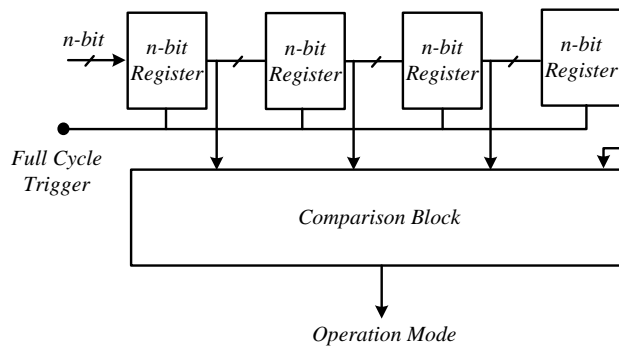 n-bit
n-bit
Register
n-bit
Register
n-bit
Register
n-bit
Register
Full Cycle
Trigger
Comparison Block
Operation Mode